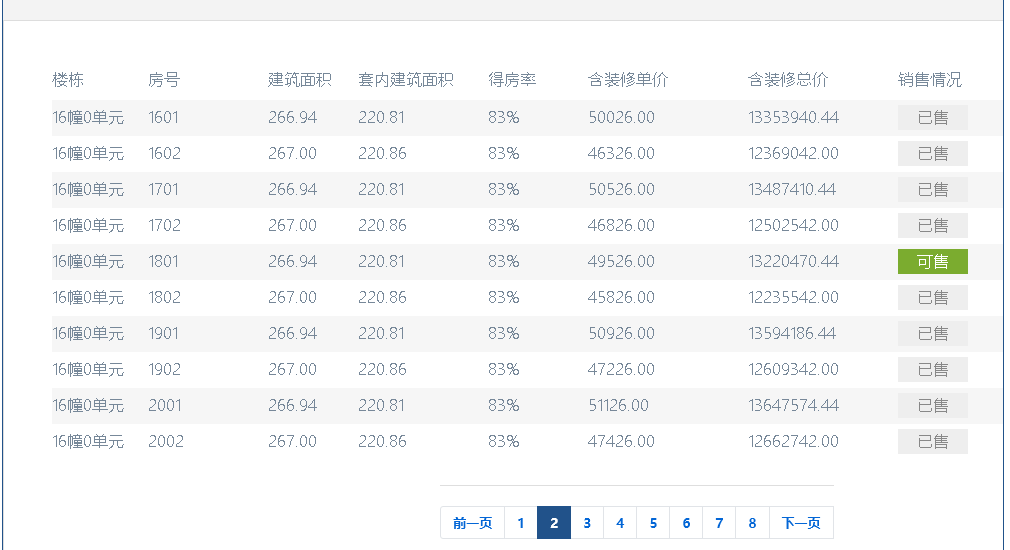 楼栋 房号 建筑面积 套内建筑面积 得房率 含装修单价 含装修总价 销售情况
16幢0单元 1601 266.94 220.81 83% 50026.00 13353940.44 已售
16幢0单元 1602 267.00 220.86 83% 46326.00 12369042.00 已售
16幢0单元 1701 266.94 220.81 83% 50526.00 13487410.44 已售
16幢0单元 1702 267.00 220.86 83% 46826.00 12502542.00 已售
16幢0单元 1801 266.94 220.81 83% 49526.00 13220470.44 可售
16幢0单元 1802 267.00 220.86 83% 45826.00 12235542.00 已售
16幢0单元 1901 266.94 220.81 83% 50926.00 13594186.44 已售
16幢0单元 1902 267.00 220.86 83% 47226.00 12609342.00 已售
16幢0单元 2001 266.94 220.81 83% 51126.00 13647574.44 已售
16幢0单元 2002 267.00 220.86 83% 47426.00 12662742.00 已售
前一页 1 2 3 4 5 6 7 8 下一页